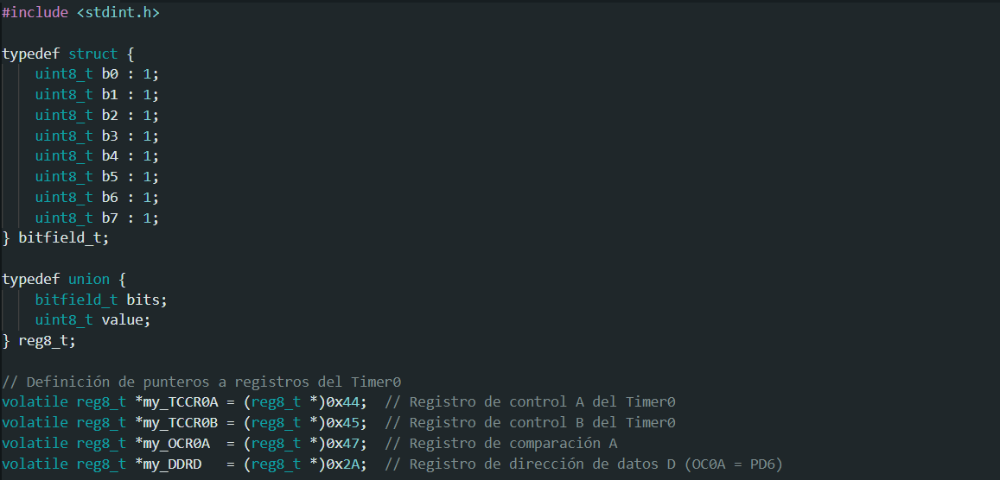 #include <stdint.h>

typedef struct {
    uint8_t b0 : 1;
    uint8_t b1 : 1;
    uint8_t b2 : 1;
    uint8_t b3 : 1;
    uint8_t b4 : 1;
    uint8_t b5 : 1;
    uint8_t b6 : 1;
    uint8_t b7 : 1;
} bitfield_t;

typedef union {
    bitfield_t bits;
    uint8_t value;
} reg8_t;

// Definición de punteros a registros del Timer0
volatile reg8_t *my_TCCR0A = (reg8_t *)0x44;  // Registro de control A del Timer0
volatile reg8_t *my_TCCR0B = (reg8_t *)0x45;  // Registro de control B del Timer0
volatile reg8_t *my_OCR0A  = (reg8_t *)0x47;  // Registro de comparación A
volatile reg8_t *my_DDRD   = (reg8_t *)0x2A;  // Registro de dirección de datos D (OC0A = PD6)